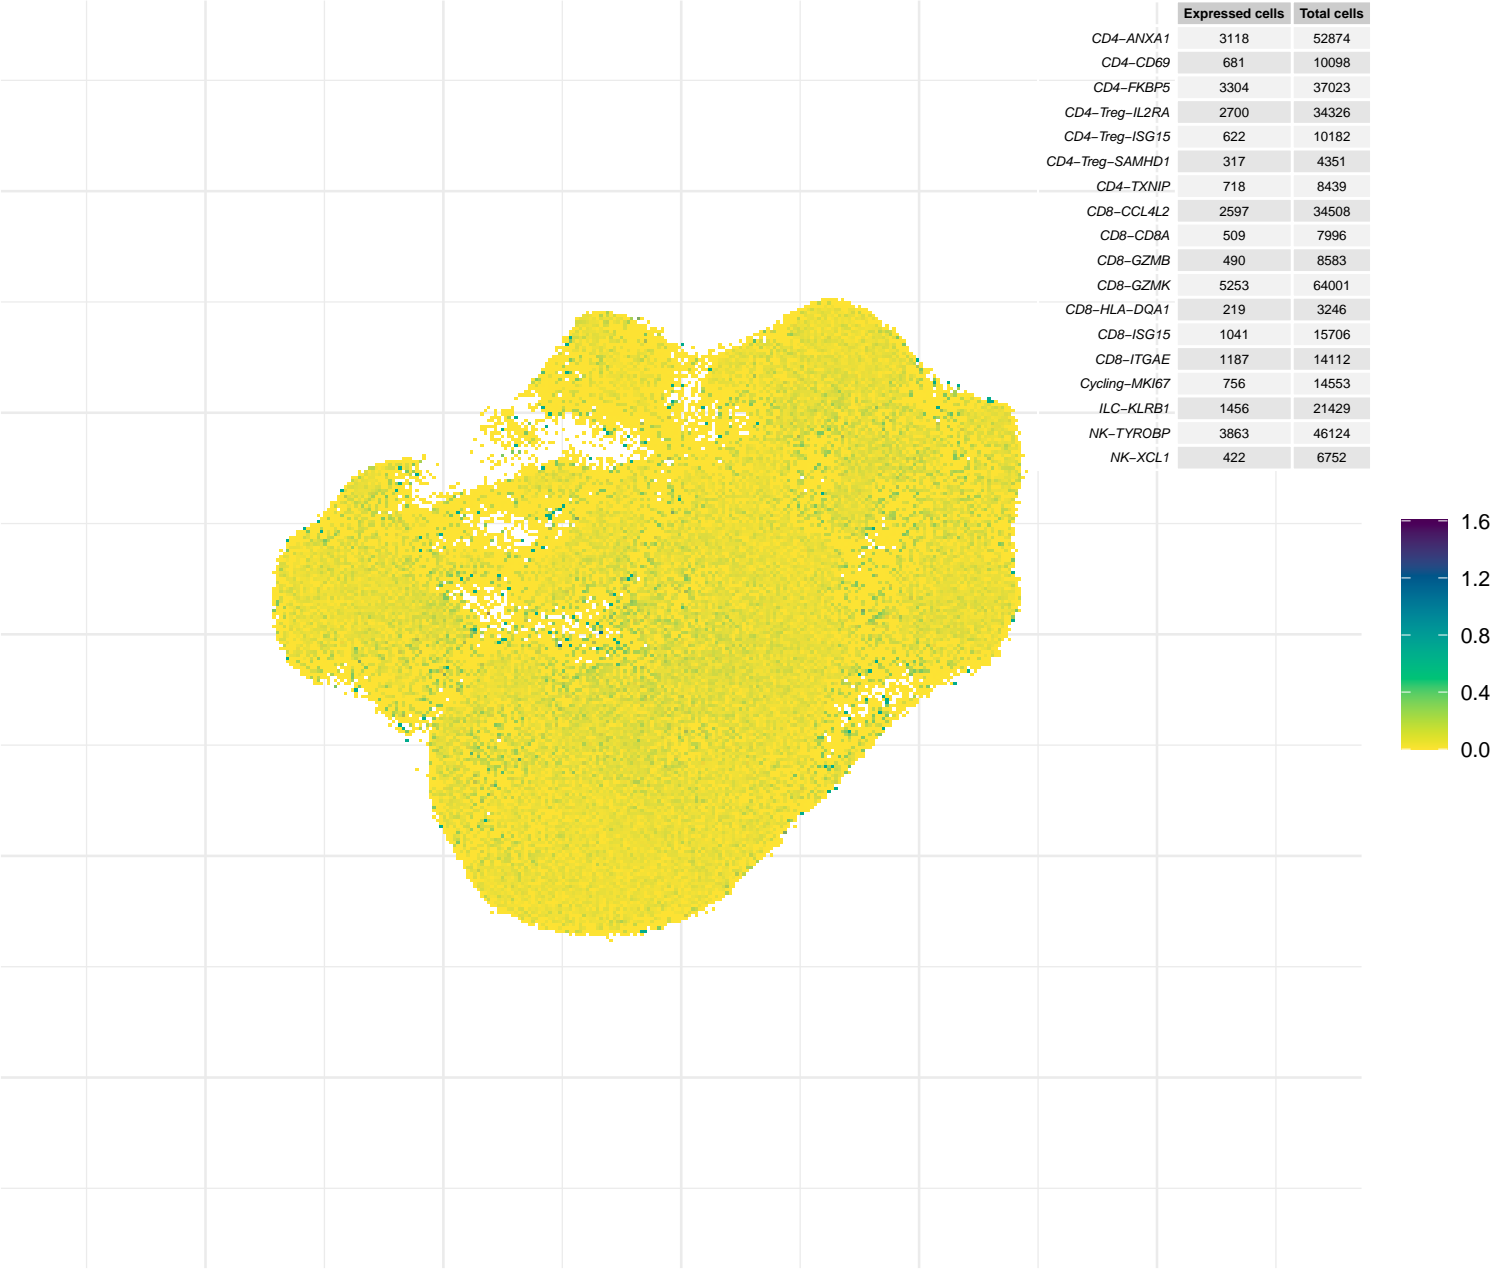 Expressed cells Total cells
CD4−ANXA1 3118 52874
CD4−CD69 681 10098
CD4−FKBP5 3304 37023
CD4−Treg−IL2RA 2700 34326
CD4−Treg−ISG15 622 10182
CD4−Treg−SAMHD1 317 4351
CD4−TXNIP 718 8439
CD8−CCL4L2 2597 34508
CD8−CD8A 509 7996
CD8−GZMB 490 8583
CD8−GZMK 5253 64001
CD8−HLA−DQA1 219 3246
CD8−ISG15 1041 15706
CD8−ITGAE 1187 14112
Cycling−MKI67 756 14553
ILC−KLRB1 1456 21429
NK−TYROBP 3863 46124
NK−XCL1 422 6752
1.6
1.2
0.8
0.4
0.0